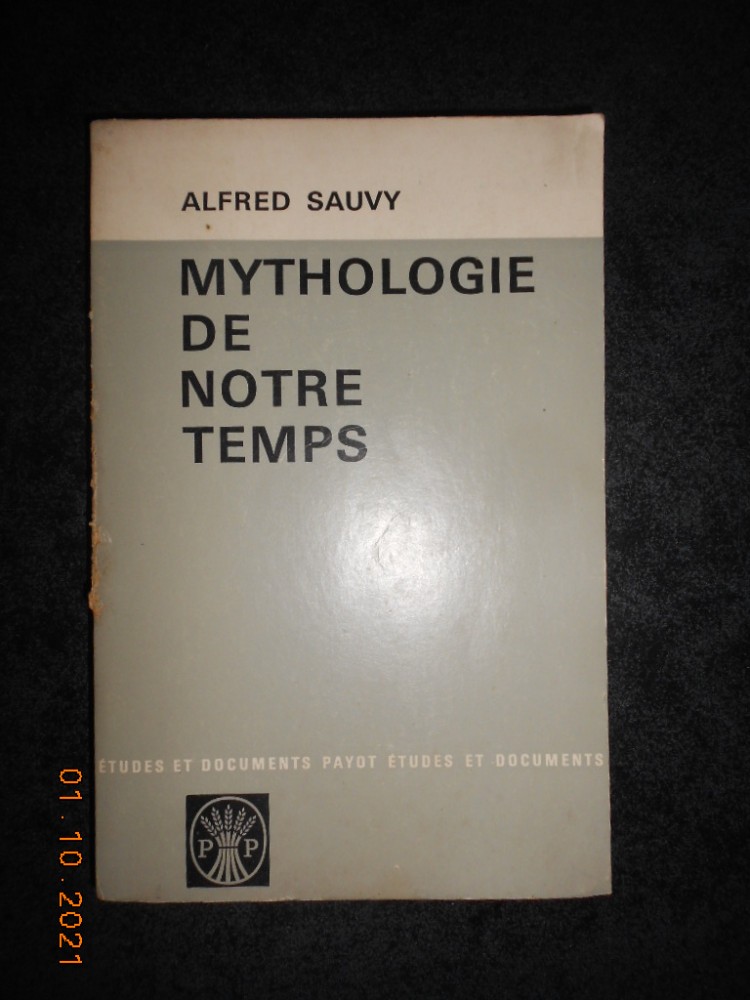 ALFRED SAUVY
MYTHOLOGIE
DE
NOTRE
TEMPS
ÉTUDES ET DOCUMENTS PAYOT ÉTUDES ET DOCUMENTS
P P
01.10.2021